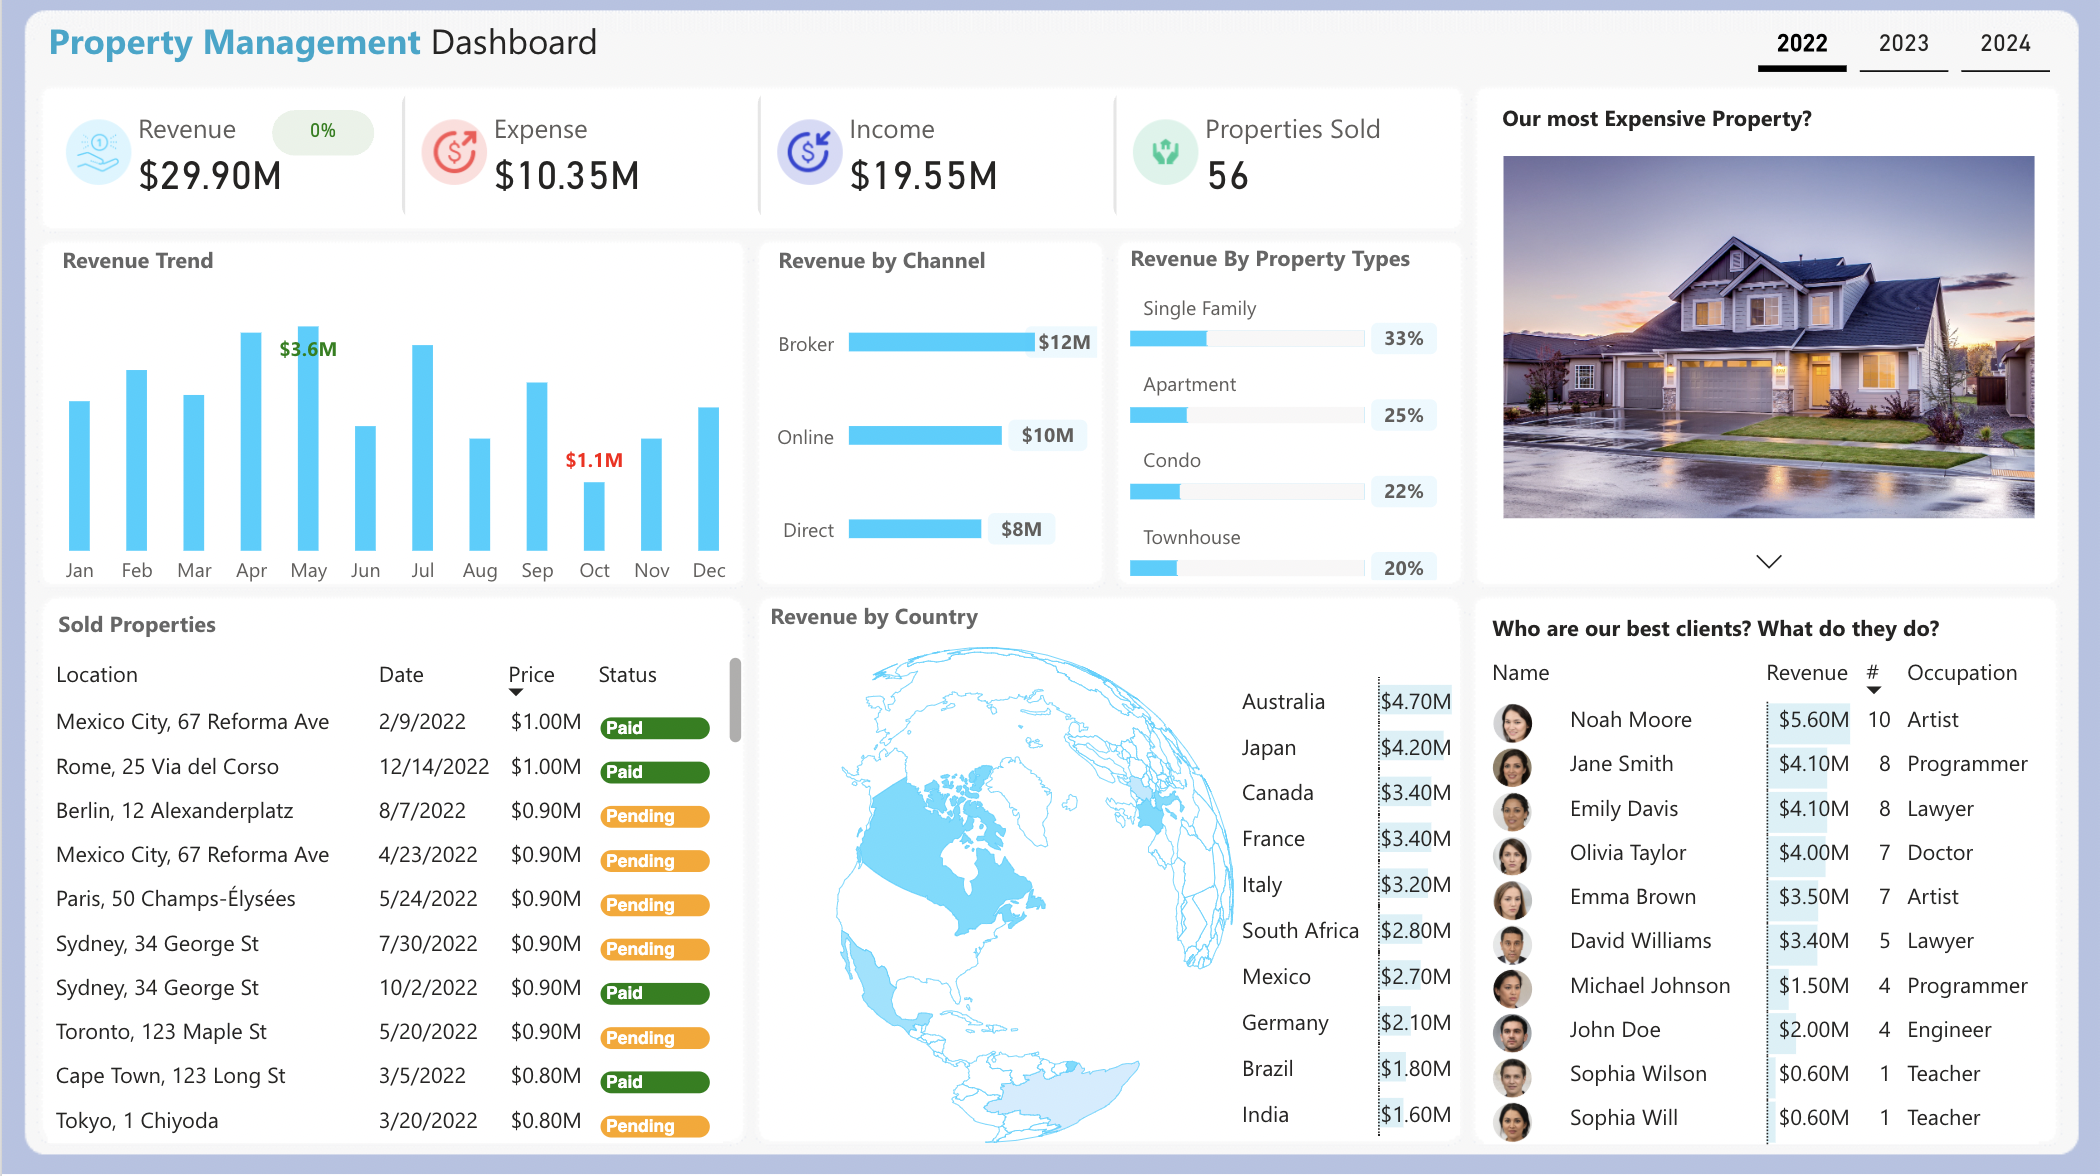 Property Management Dashboard
2022 2023 2024
Revenue 0%
$29.90M
Expense
$10.35M
Income
$19.55M
Properties Sold
56
Our most Expensive Property?
Revenue Trend
$3.6M
$1.1M
Jan Feb Mar Apr May Jun Jul Aug Sep Oct Nov Dec
Revenue by Channel
Broker $12M
Online $10M
Direct $8M
Revenue By Property Types
Single Family
33%
Apartment
25%
Condo
22%
Townhouse
20%
Sold Properties
Location Date Price Status
Mexico City, 67 Reforma Ave 2/9/2022 $1.00M Paid
Rome, 25 Via del Corso 12/14/2022 $1.00M Paid
Berlin, 12 Alexanderplatz 8/7/2022 $0.90M Pending
Mexico City, 67 Reforma Ave 4/23/2022 $0.90M Pending
Paris, 50 Champs-Élysées 5/24/2022 $0.90M Pending
Sydney, 34 George St 7/30/2022 $0.90M Pending
Sydney, 34 George St 10/2/2022 $0.90M Paid
Toronto, 123 Maple St 5/20/2022 $0.90M Pending
Cape Town, 123 Long St 3/5/2022 $0.80M Paid
Tokyo, 1 Chiyoda 3/20/2022 $0.80M Pending
Revenue by Country
Australia $4.70M
Japan $4.20M
Canada $3.40M
France $3.40M
Italy $3.20M
South Africa $2.80M
Mexico $2.70M
Germany $2.10M
Brazil $1.80M
India $1.60M
Who are our best clients? What do they do?
Name Revenue # Occupation
Noah Moore $5.60M 10 Artist
Jane Smith $4.10M 8 Programmer
Emily Davis $4.10M 8 Lawyer
Olivia Taylor $4.00M 7 Doctor
Emma Brown $3.50M 7 Artist
David Williams $3.40M 5 Lawyer
Michael Johnson $1.50M 4 Programmer
John Doe $2.00M 4 Engineer
Sophia Wilson $0.60M 1 Teacher
Sophia Will $0.60M 1 Teacher